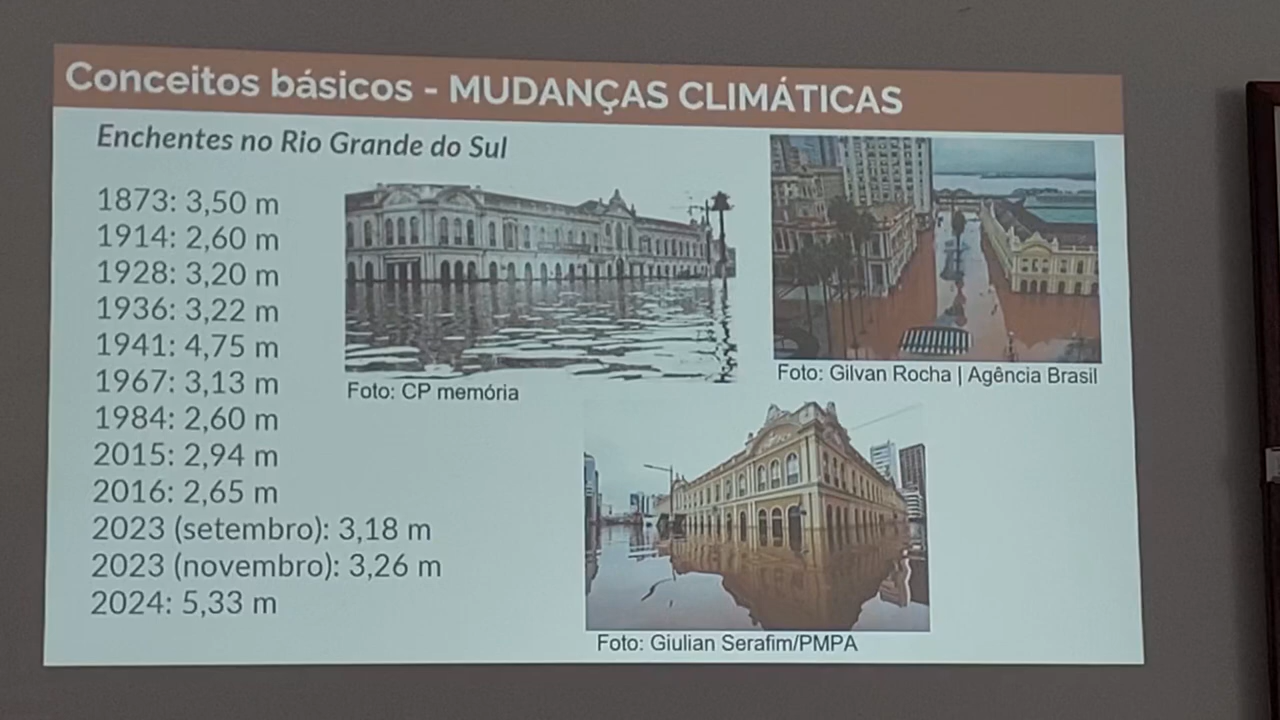 Conceitos básicos - MUDANÇAS CLIMÁTICAS
Enchentes no Rio Grande do Sul
1873: 3,50 m
1914: 2,60 m
1928: 3,20 m
1936: 3,22 m
1941: 4,75 m
1967: 3,13 m
1984: 2,60 m
2015: 2,94 m
2016: 2,65 m
2023 (setembro): 3,18 m
2023 (novembro): 3,26 m
2024: 5,33 m
Foto: CP memória
Foto: Gilvan Rocha | Agência Brasil
Foto: Giulian Serafim/PMPA